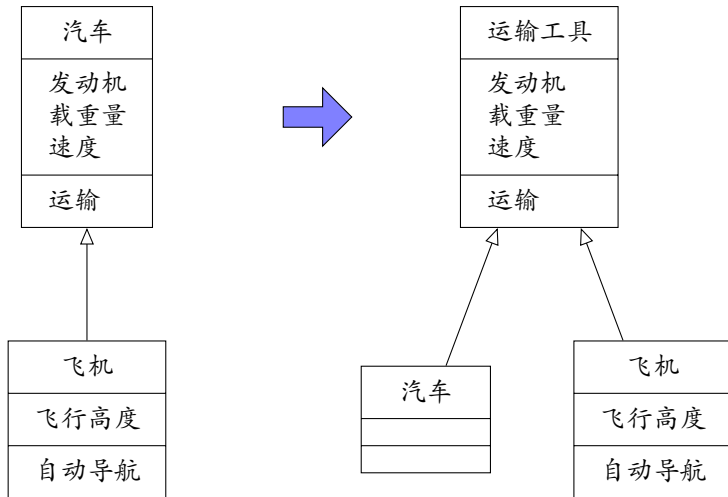 汽车
发动机
载重量
速度
运输
飞机
飞行高度
自动导航
运输工具
发动机
载重量
速度
运输
汽车
飞机
飞行高度
自动导航